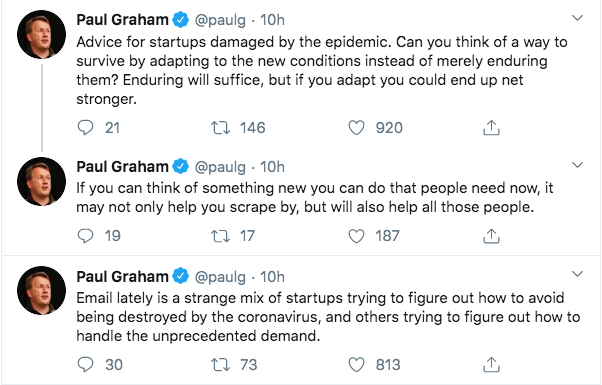 Paul Graham @paulg · 10h
Advice for startups damaged by the epidemic. Can you think of a way to
survive by adapting to the new conditions instead of merely enduring
them? Enduring will suffice, but if you adapt you could end up net
stronger.
21 146 920
Paul Graham @paulg · 10h
If you can think of something new you can do that people need now, it
may not only help you scrape by, but will also help all those people.
19 17 187
Paul Graham @paulg · 10h
Email lately is a strange mix of startups trying to figure out how to avoid
being destroyed by the coronavirus, and others trying to figure out how to
handle the unprecedented demand.
30 73 813